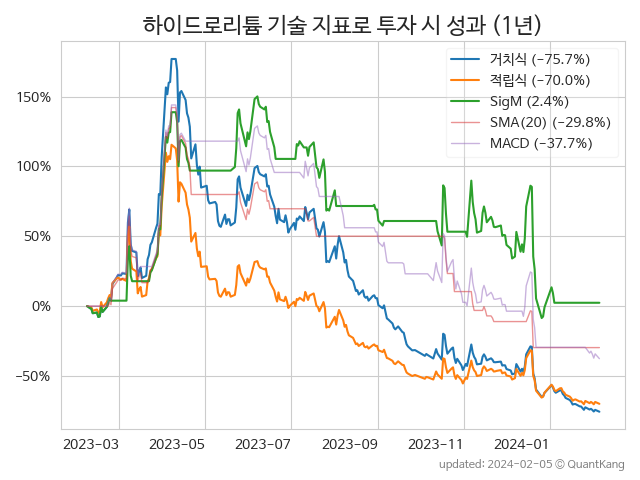 하이드로리튬 기술 지표로 투자 시 성과 (1년)
거치식 (−75.7%)
적립식 (−70.0%)
SigM (2.4%)
SMA(20) (−29.8%)
MACD (−37.7%)
150%
100%
50%
0%
−50%
2023-03 2023-05 2023-07 2023-09 2023-11 2024-01
updated: 2024-02-05 © QuantKang